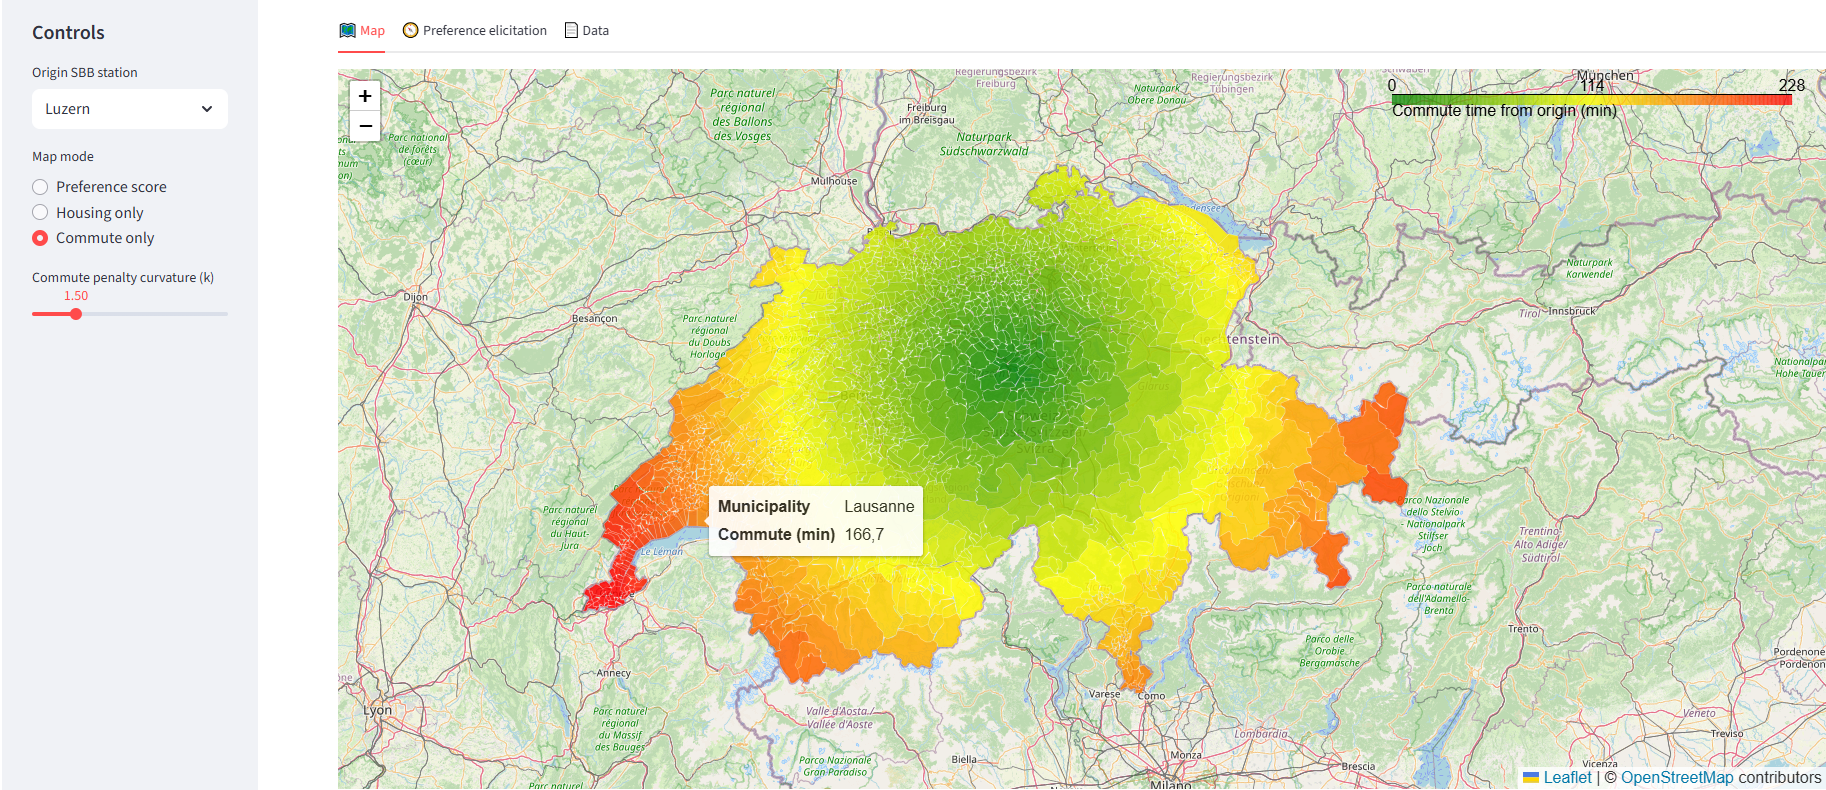 Controls
Origin SBB station
Luzern
Map mode
Preference score
Housing only
Commute only
Commute penalty curvature (k)
1.50
Map
Preference elicitation
Data
+
−
0
114
228
Commute time from origin (min)
München
Regierungsbezirk
Freiburg
Regierungsbezirk
Tübingen
Schwaben
Parc naturel
régional
des Ballons
des Vosges
Freiburg
im Breisgau
Naturpark
Obere Donau
Naturpark
Südschwarzwald
Parc national
de forêts
(cœur)
Mulhouse
Dijon
Besançon
Parc naturel
régional
du Doubs
Horloger
Naturpark
Karwendel
Tirol
Innsbruck
Nationalpark
Hohe Tauern
Glarus
Svizra
Municipality Lausanne
Commute (min) 166,7
Parc naturel
régional
du Haut-
Jura
Le Léman
Parco Nazionale
dello Stelvio
- Nationalpark
Stilfser
Joch
Trentino-
Alto Adige/
Südtirol
Parco naturale
dell'Adamello-
Brenta
Trento
Parco delle
Orobie
Bergamasche
Pordenone
Annecy
Lyon
Parc naturel
régional
du Massif
des Bauges
Valle d'Aosta /
Vallée d'Aoste
Varese
Como
Lombardia
Veneto
Treviso
Biella
Parco Nazionale
Gran Paradiso
Monza
Brescia
Vicenza
Milano
Parc naturel
Leaflet | © OpenStreetMap contributors